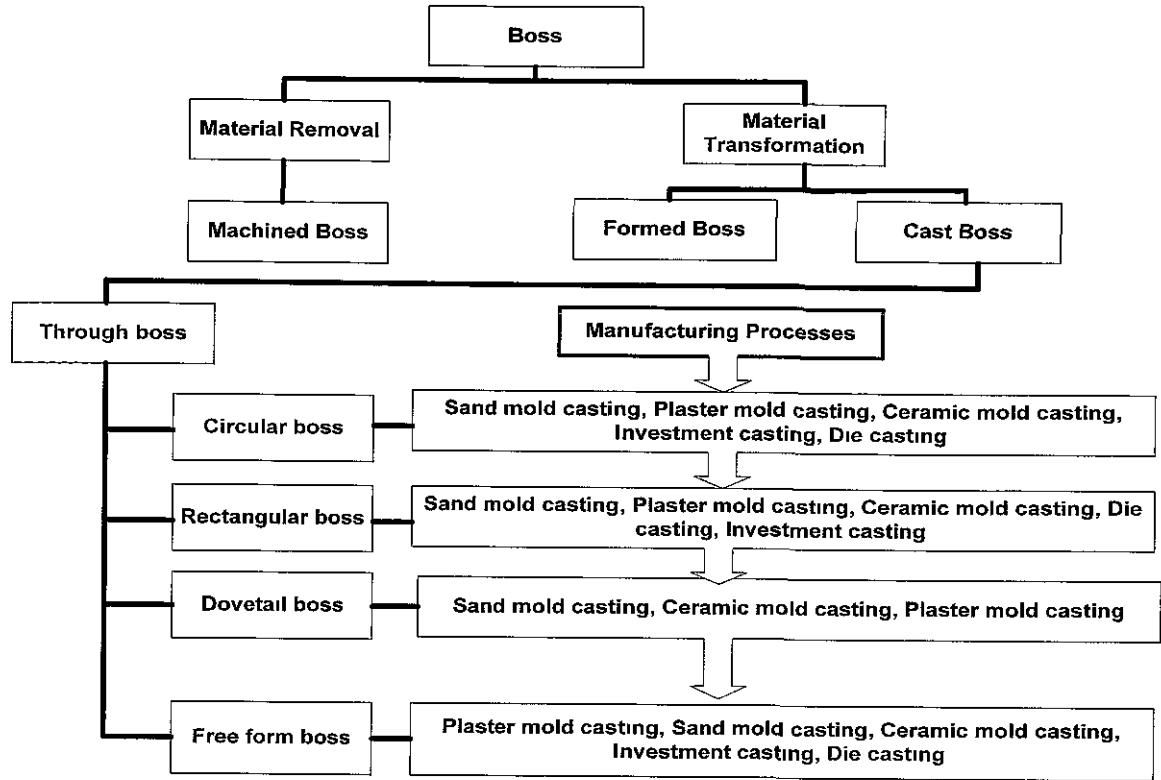 Boss
Material Removal
Material
Transformation
Machined Boss
Formed Boss
Cast Boss
Through boss
Manufacturing Processes
Circular boss
Sand mold casting, Plaster mold casting, Ceramic mold casting,
Investment casting, Die casting
Rectangular boss
Sand mold casting, Plaster mold casting, Ceramic mold casting, Die
casting, Investment casting
Dovetail boss
Sand mold casting, Ceramic mold casting, Plaster mold casting
Free form boss
Plaster mold casting, Sand mold casting, Ceramic mold casting,
Investment casting, Die casting